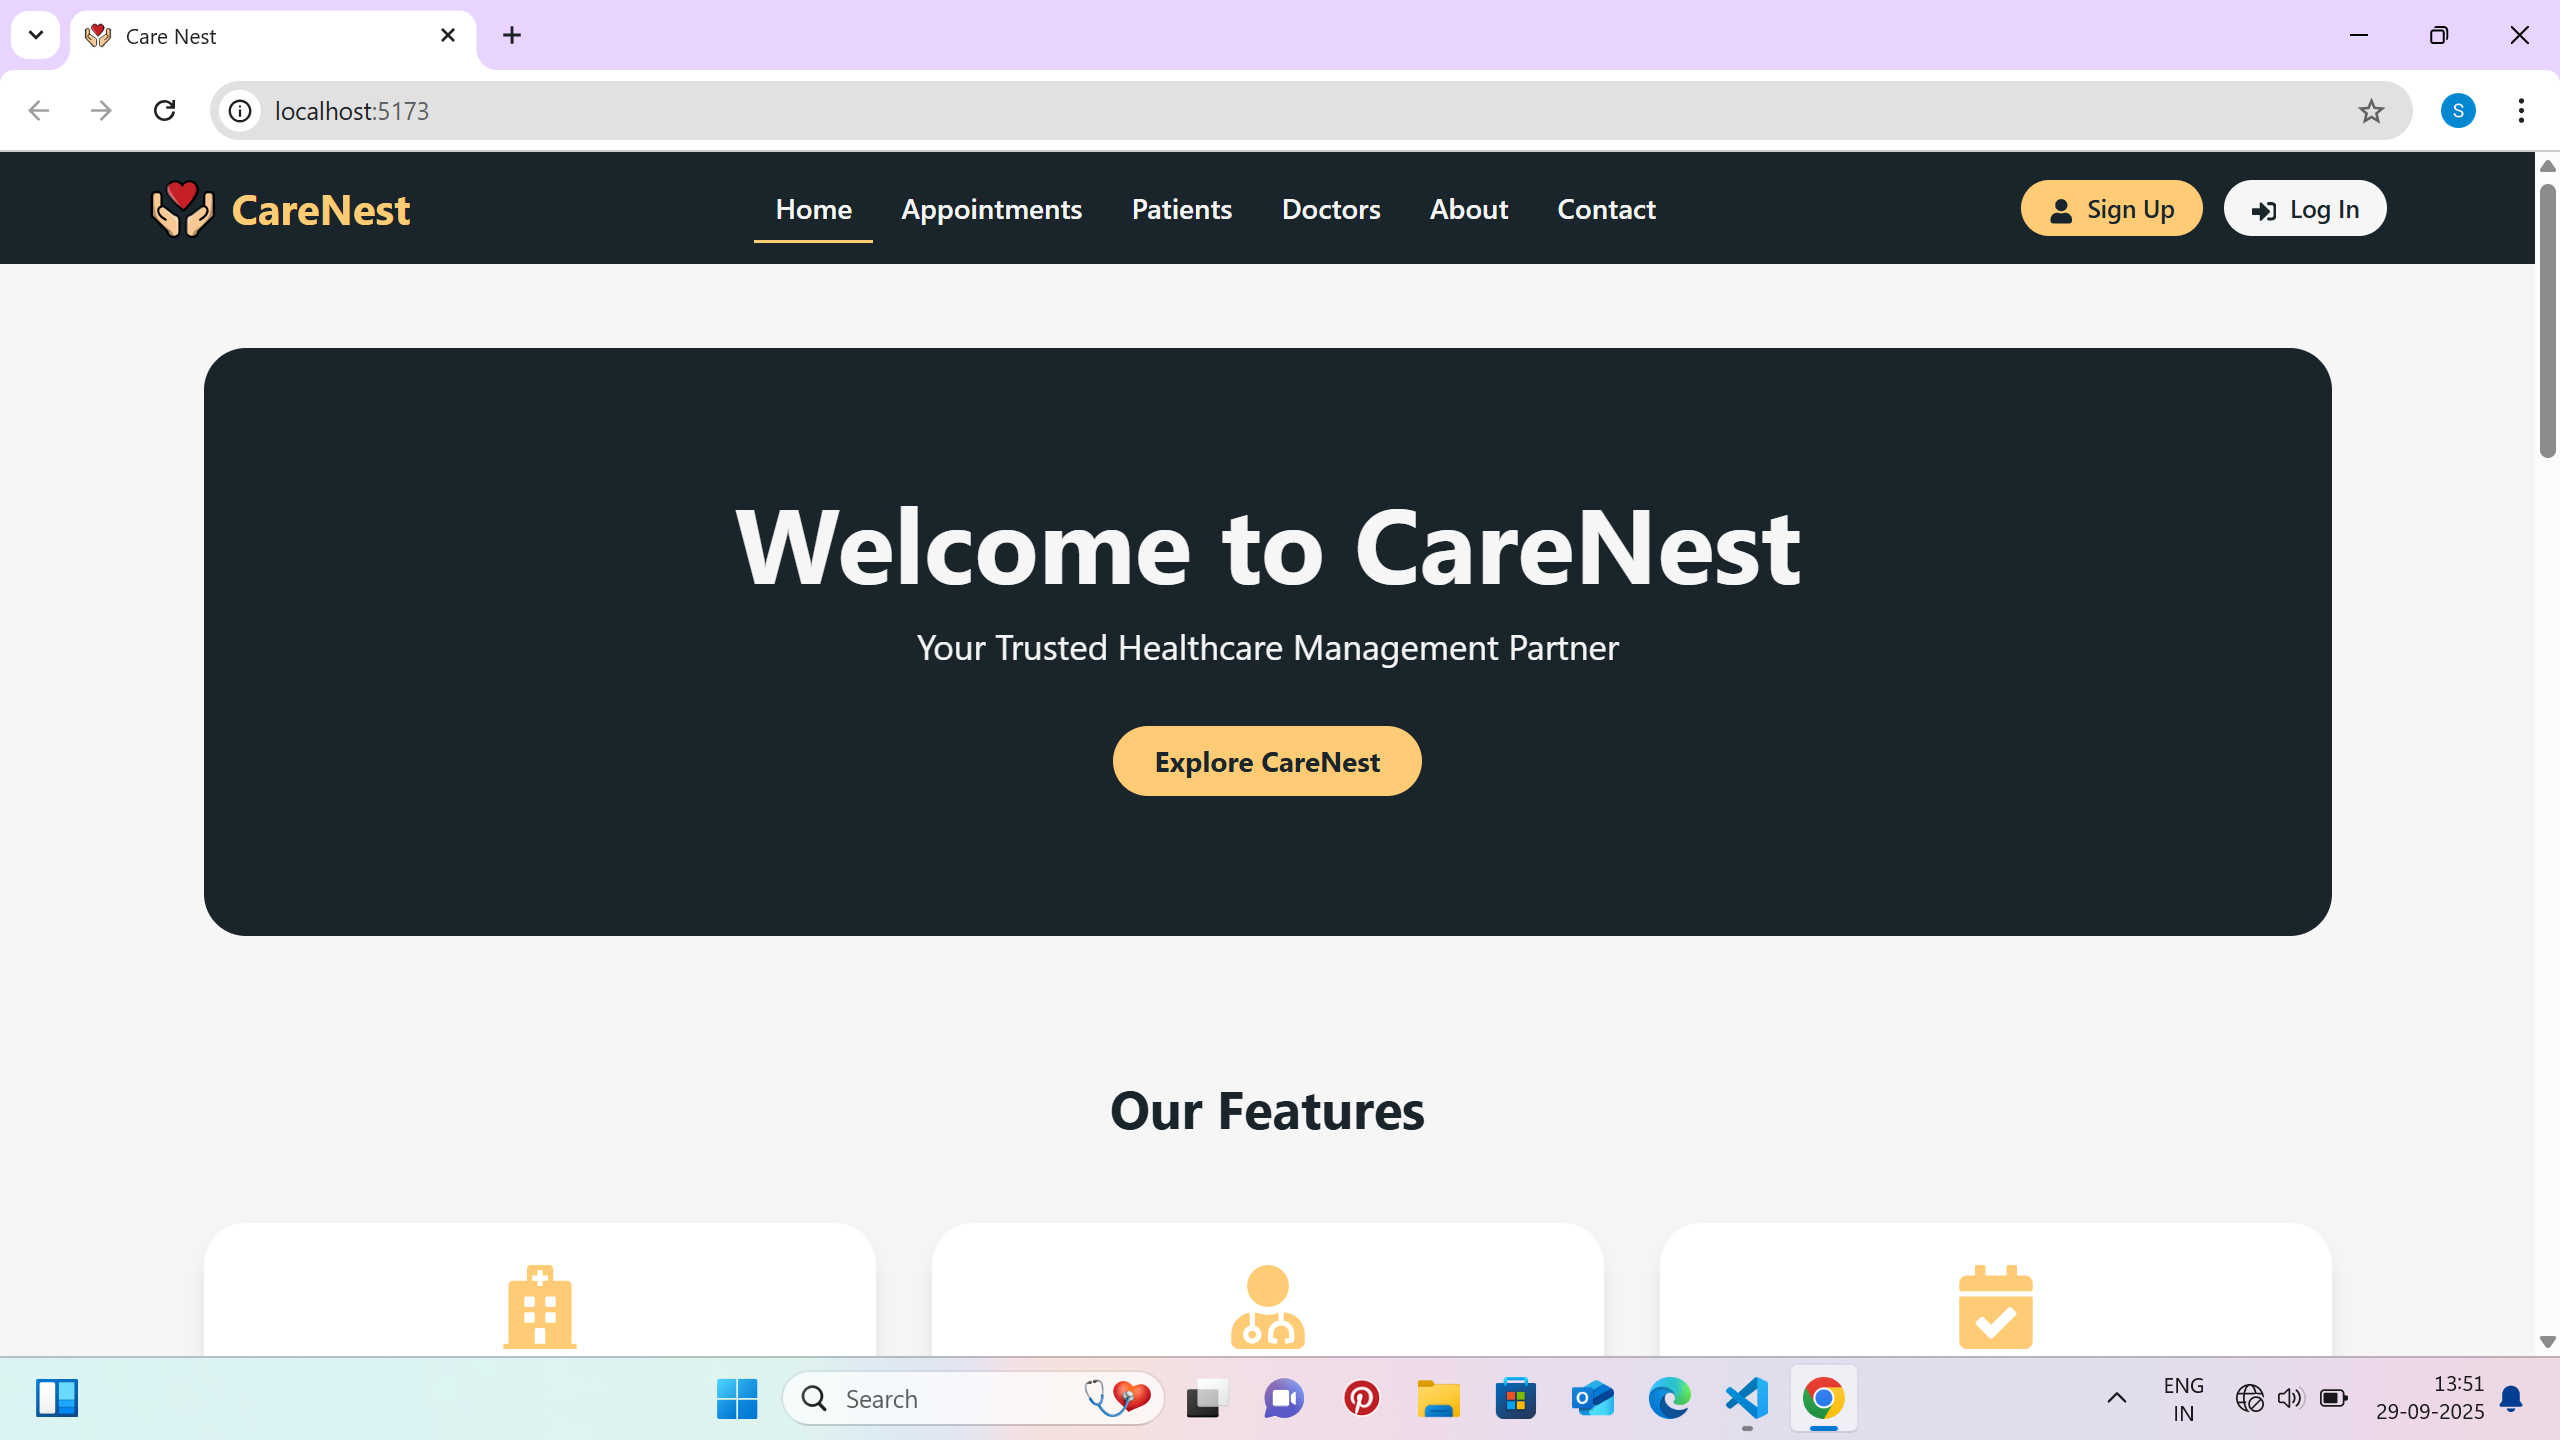 Care Nest
localhost:5173
S
CareNest
Home
Appointments
Patients
Doctors
About
Contact
Sign Up
Log In
Welcome to CareNest
Your Trusted Healthcare Management Partner
Explore CareNest
Our Features
Search
ENG
IN
13:51
29-09-2025